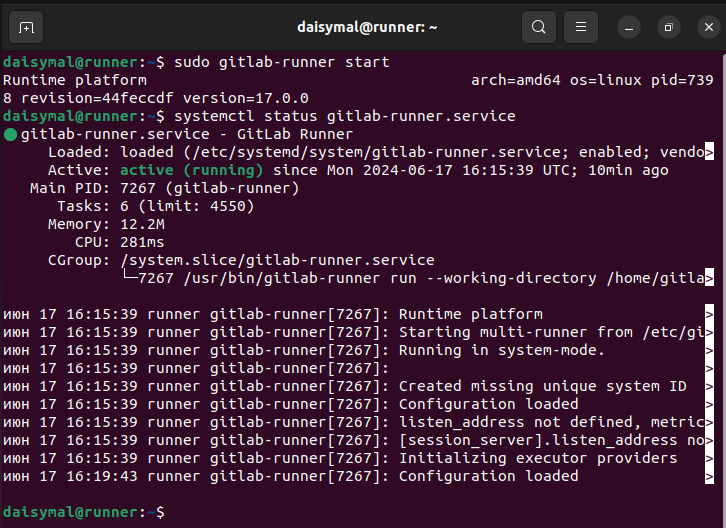 daisymal@runner: ~
daisymal@runner:~$ sudo gitlab-runner start
Runtime platform                                    arch=amd64 os=linux pid=739
8 revision=44feccdf version=17.0.0
daisymal@runner:~$ systemctl status gitlab-runner.service
● gitlab-runner.service - GitLab Runner
     Loaded: loaded (/etc/systemd/system/gitlab-runner.service; enabled; vendo>
     Active: active (running) since Mon 2024-06-17 16:15:39 UTC; 10min ago
   Main PID: 7267 (gitlab-runner)
      Tasks: 6 (limit: 4550)
     Memory: 12.2M
        CPU: 281ms
     CGroup: /system.slice/gitlab-runner.service
             └─7267 /usr/bin/gitlab-runner run --working-directory /home/gitla>
июн 17 16:15:39 runner gitlab-runner[7267]: Runtime platform                  >
июн 17 16:15:39 runner gitlab-runner[7267]: Starting multi-runner from /etc/gi>
июн 17 16:15:39 runner gitlab-runner[7267]: Running in system-mode.           >
июн 17 16:15:39 runner gitlab-runner[7267]:                                   >
июн 17 16:15:39 runner gitlab-runner[7267]: Created missing unique system ID  >
июн 17 16:15:39 runner gitlab-runner[7267]: Configuration loaded              >
июн 17 16:15:39 runner gitlab-runner[7267]: listen_address not defined, metric>
июн 17 16:15:39 runner gitlab-runner[7267]: [session_server].listen_address no>
июн 17 16:15:39 runner gitlab-runner[7267]: Initializing executor providers   >
июн 17 16:19:43 runner gitlab-runner[7267]: Configuration loaded              >
daisymal@runner:~$